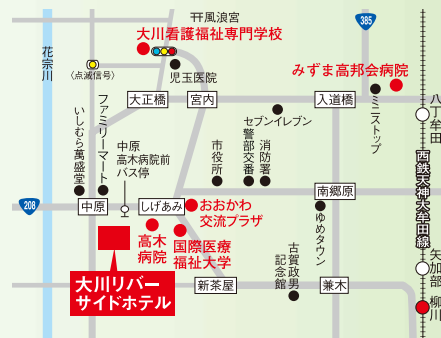 风浪宮
385
大川看護福祉専門学校
花宗川
みずま高邦会病院
〈点滅信号〉
児玉医院
大正橋
宮内
入道橋
八丁牟田
ミニストップ
セブンイレブン
ファミリーマート
いしむら萬盛堂
中原
高木病院前
バス停
市役所
警部交番
消防署
西鉄天神大牟田線
208
中原
しげあみ
おおかわ
交流プラザ
南郷原
ゆめタウン
高木
病院
国際医療
福祉大学
古賀政男
記念館
矢加部
大川リバー
サイドホテル
新茶屋
兼木
柳川